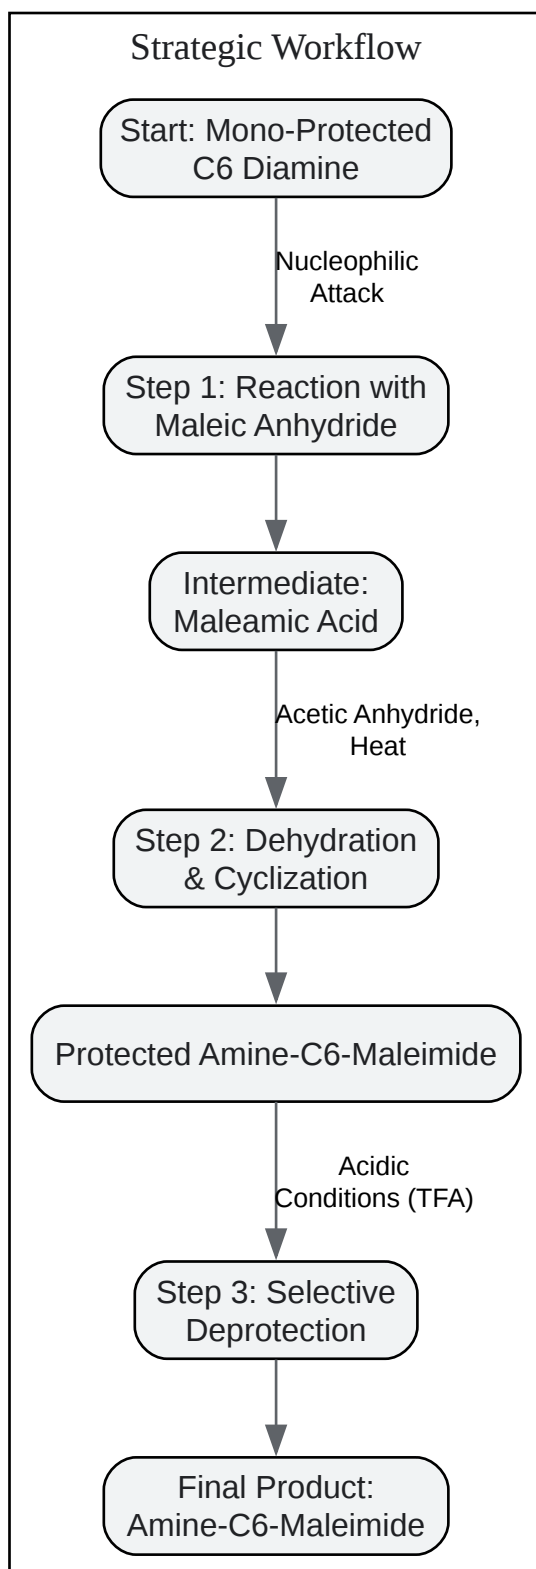 Strategic Workflow
Start: Mono-Protected
C6 Diamine
Nucleophilic
Attack
Step 1: Reaction with
Maleic Anhydride
Intermediate:
Maleamic Acid
Acetic Anhydride,
Heat
Step 2: Dehydration
& Cyclization
Protected Amine-C6-Maleimide
Acidic
Conditions (TFA)
Step 3: Selective
Deprotection
Final Product:
Amine-C6-Maleimide